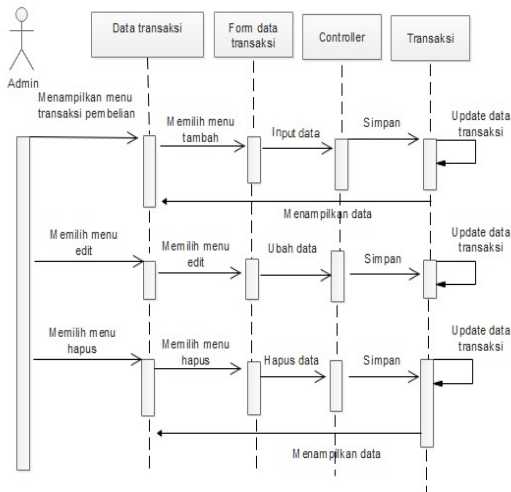 Data transaksi
Form data
transaksi
Controller
Transaksi
Admin
Menampilkan menu
transaksi pembelian
Memilih menu
tambah
Input data
Simpan
Update data
transaksi
Menampilkan data
Memilih menu
edit
Memilih menu
edit
Ubah data
Simpan
Update data
transaksi
Memilih menu
hapus
Memilih menu
hapus
Hapus data
Simpan
Update data
transaksi
Menampilkan data